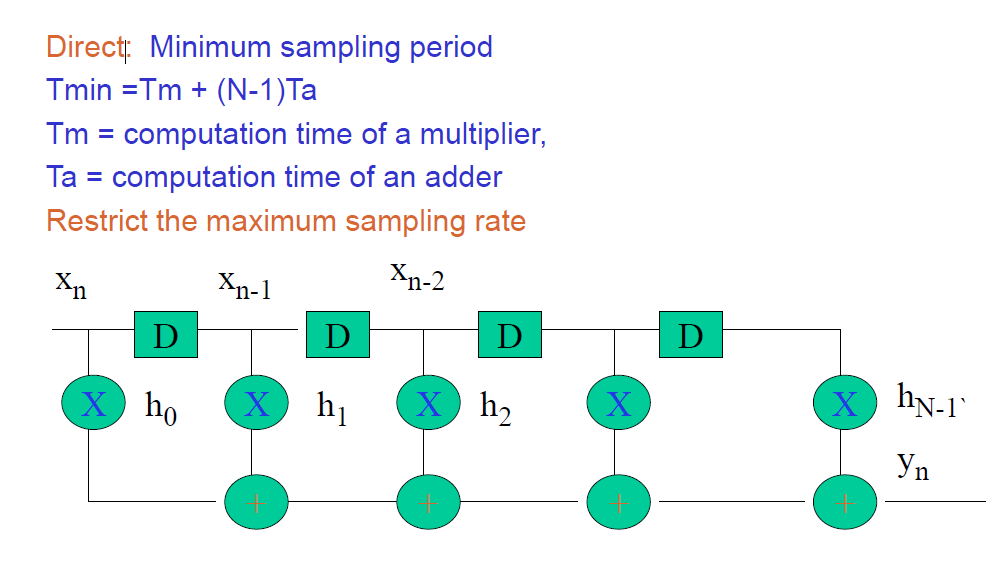 Direct: Minimum sampling period
Tmin =Tm + (N-1)Ta
Tm = computation time of a multiplier,
Ta = computation time of an adder
Restrict the maximum sampling rate
xn xn-1 xn-2
D D D D
X h0 X h1 X h2 X X hN-1`
yn
+ + + +